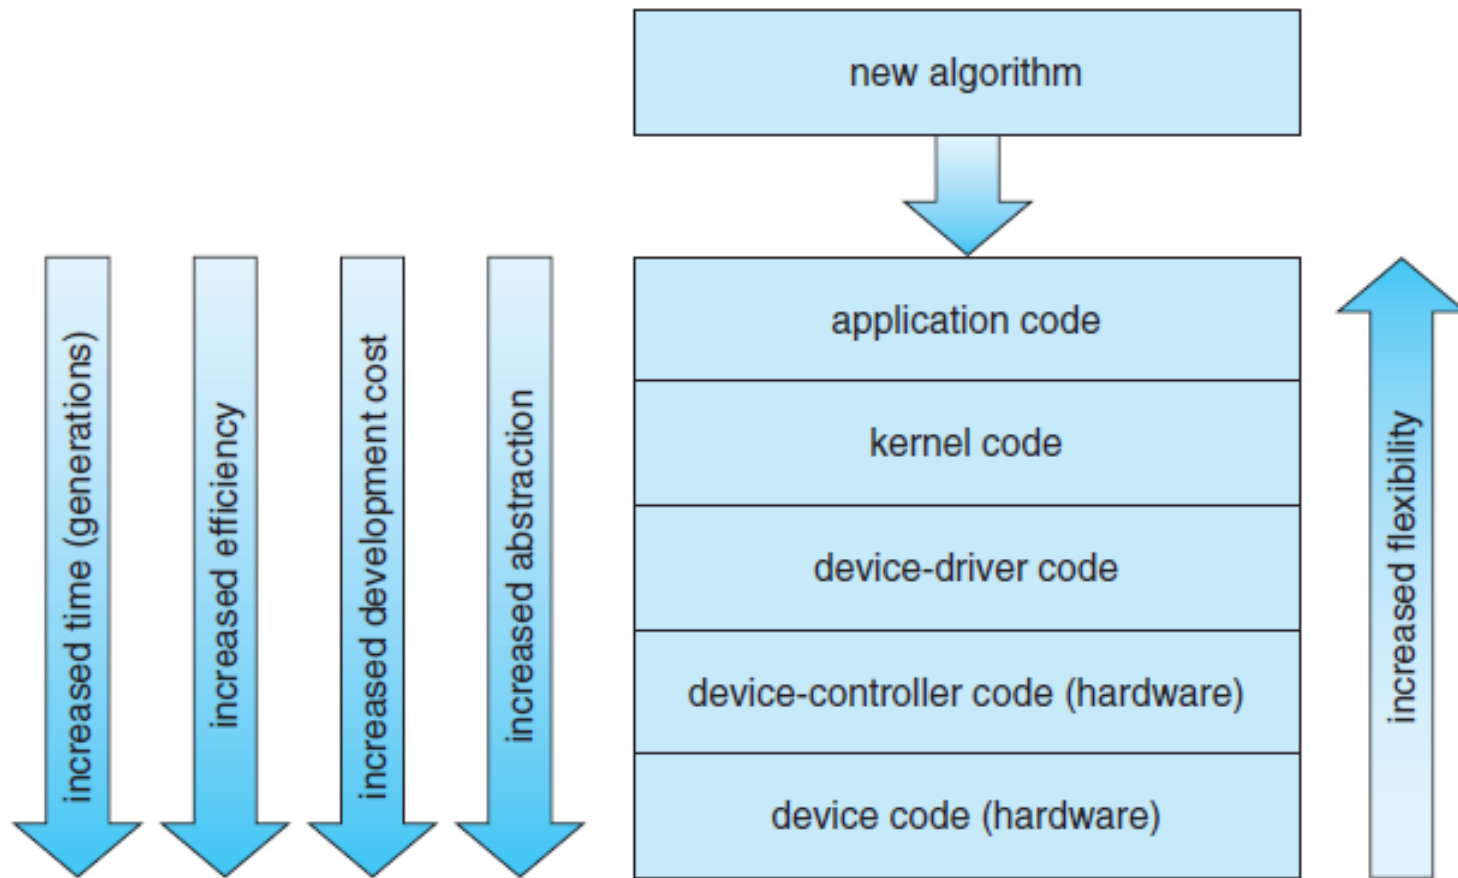 new algorithm
application code
kernel code
device-driver code
device-controller code (hardware)
device code (hardware)
increased time (generations)
increased efficiency
increased development cost
increased abstraction
increased flexibility